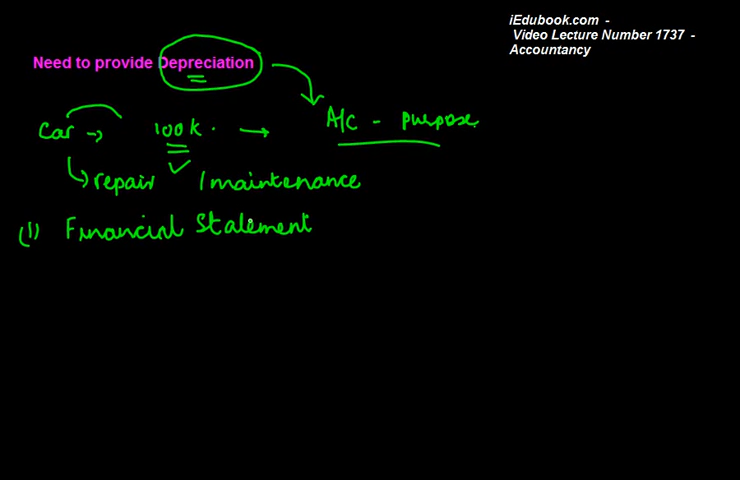 iEdubook.com -
Video Lecture Number 1737 -
Accountancy
Need to provide Depreciation
Car → 100K. → A/C - purpose
↳ repair / maintenance
(1) Financial Statement